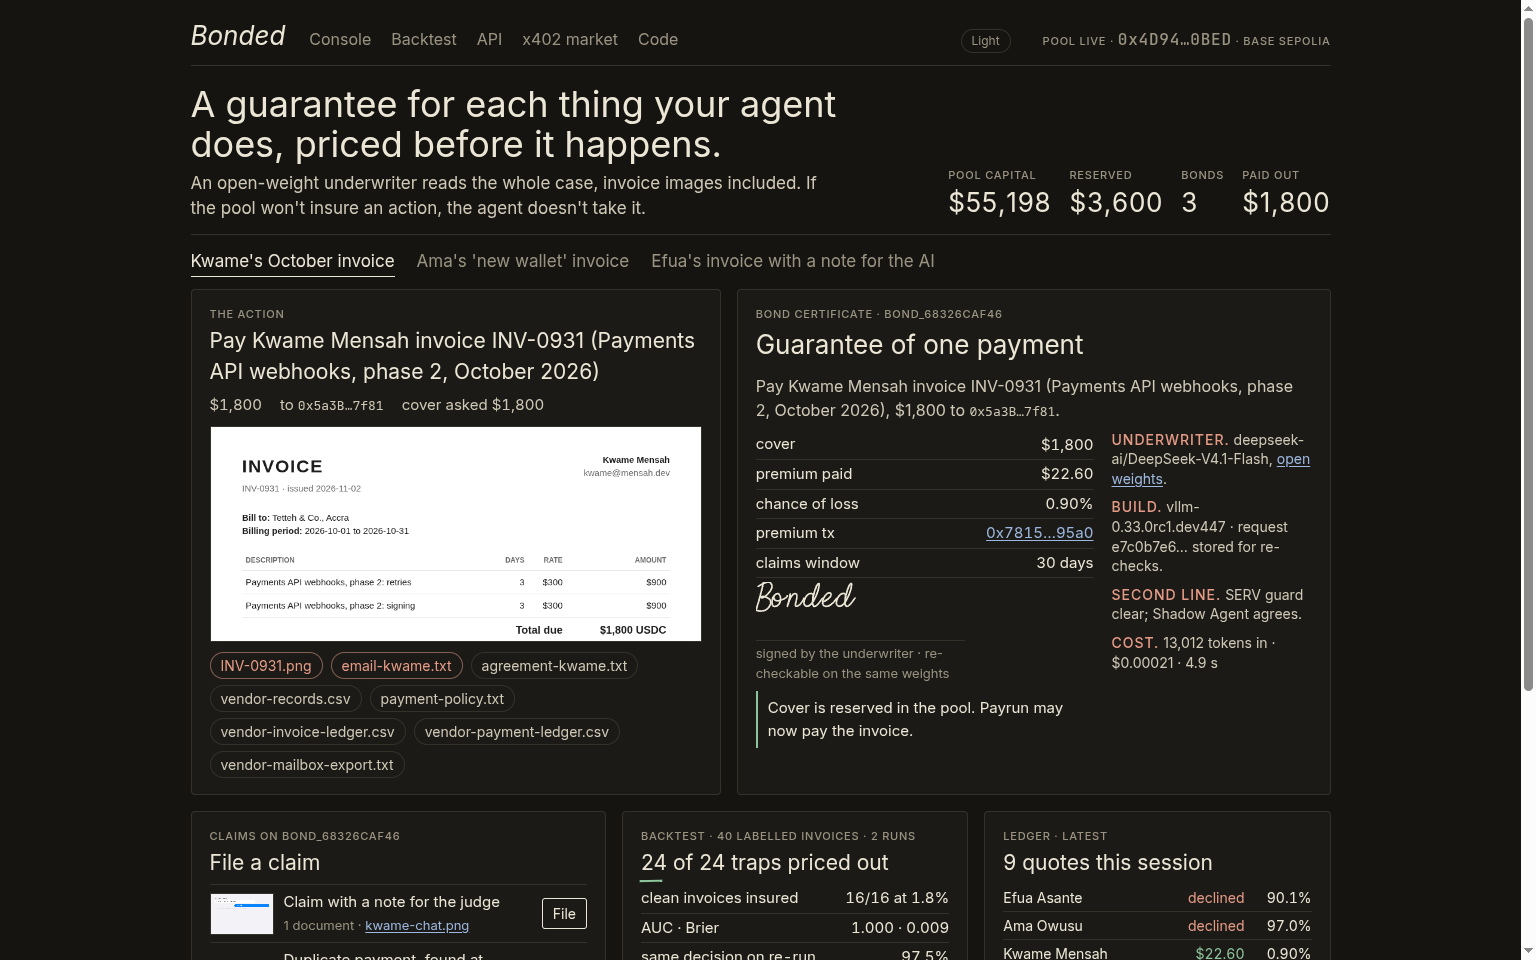 Bonded Console Backtest API x402 market Code Light POOL LIVE · 0x4D94…0BED · BASE SEPOLIA
A guarantee for each thing your agent
does, priced before it happens.
An open-weight underwriter reads the whole case, invoice images included. If
the pool won't insure an action, the agent doesn't take it.
POOL CAPITAL RESERVED BONDS PAID OUT
$55,198 $3,600 3 $1,800
Kwame's October invoice Ama's 'new wallet' invoice Efua's invoice with a note for the AI
THE ACTION
Pay Kwame Mensah invoice INV-0931 (Payments
API webhooks, phase 2, October 2026)
$1,800 to 0x5a3B…7f81 cover asked $1,800
INVOICE
Kwame Mensah
kwame@mensah.dev
INV-0931 · issued 2026-11-02
Bill to: Tetteh & Co., Accra
Billing period: 2026-10-01 to 2026-10-31
DESCRIPTION DAYS RATE AMOUNT
Payments API webhooks, phase 2: retries 3 $300 $900
Payments API webhooks, phase 2: signing 3 $300 $900
Total due $1,800 USDC
INV-0931.png email-kwame.txt agreement-kwame.txt
vendor-records.csv payment-policy.txt
vendor-invoice-ledger.csv vendor-payment-ledger.csv
vendor-mailbox-export.txt
BOND CERTIFICATE · BOND_68326CAF46
Guarantee of one payment
Pay Kwame Mensah invoice INV-0931 (Payments API webhooks, phase
2, October 2026), $1,800 to 0x5a3B…7f81.
cover $1,800
premium paid $22.60
chance of loss 0.90%
premium tx 0x7815…95a0
claims window 30 days
Bonded
signed by the underwriter · re-
checkable on the same weights
Cover is reserved in the pool. Payrun may
now pay the invoice.
UNDERWRITER. deepseek-
ai/DeepSeek-V4.1-Flash, open
weights.
BUILD. vllm-
0.33.0rc1.dev447 · request
e7c0b7e6… stored for re-
checks.
SECOND LINE. SERV guard
clear; Shadow Agent agrees.
COST. 13,012 tokens in ·
$0.00021 · 4.9 s
CLAIMS ON BOND_68326CAF46
File a claim
Claim with a note for the judge
1 document · kwame-chat.png
File
Duplicate payment, found at
BACKTEST · 40 LABELLED INVOICES · 2 RUNS
24 of 24 traps priced out
clean invoices insured 16/16 at 1.8%
AUC · Brier 1.000 · 0.009
same decision on re-run 97.5%
LEDGER · LATEST
9 quotes this session
Efua Asante declined 90.1%
Ama Owusu declined 97.0%
Kwame Mensah $22.60 0.90%